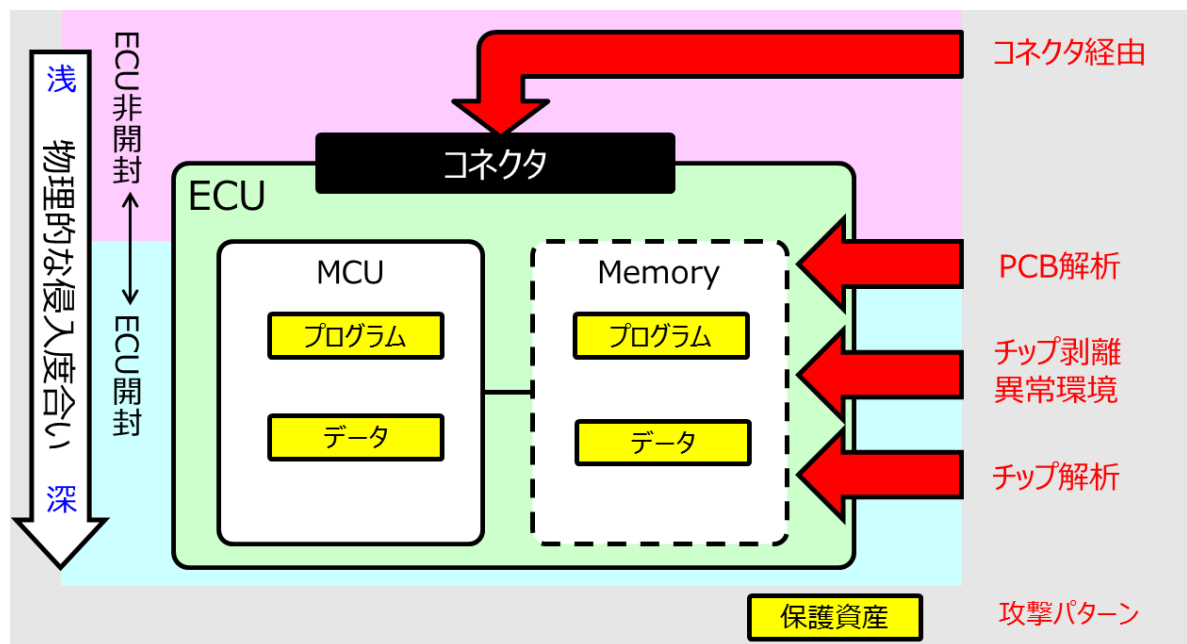 コネクタ経由
浅
物理的な侵入度合い
深
ECU非開封
ECU開封
コネクタ
ECU
MCU
プログラム
データ
Memory
プログラム
データ
PCB解析
チップ剥離
異常環境
チップ解析
保護資産
攻撃パターン